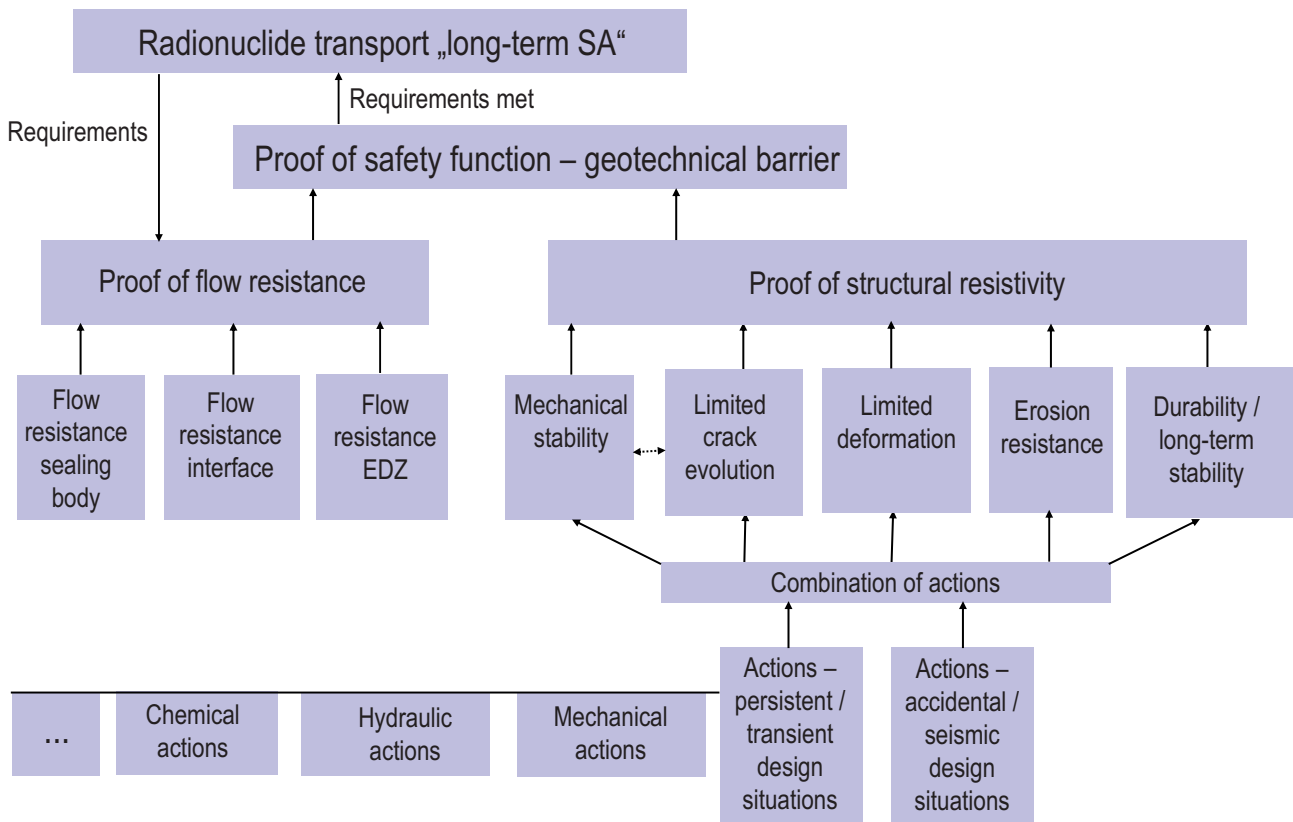 Radionuclide transport „long-term SA“
Requirements met
Requirements
Proof of safety function – geotechnical barrier
Proof of flow resistance
Proof of structural resistivity
Flow
resistance
sealing
body
Flow
resistance
interface
Flow
resistance
EDZ
Mechanical
stability
Limited
crack
evolution
Limited
deformation
Erosion
resistance
Durability /
long-term
stability
Combination of actions
...
Chemical
actions
Hydraulic
actions
Mechanical
actions
Actions –
persistent /
transient
design
situations
Actions –
accidental /
seismic
design
situations